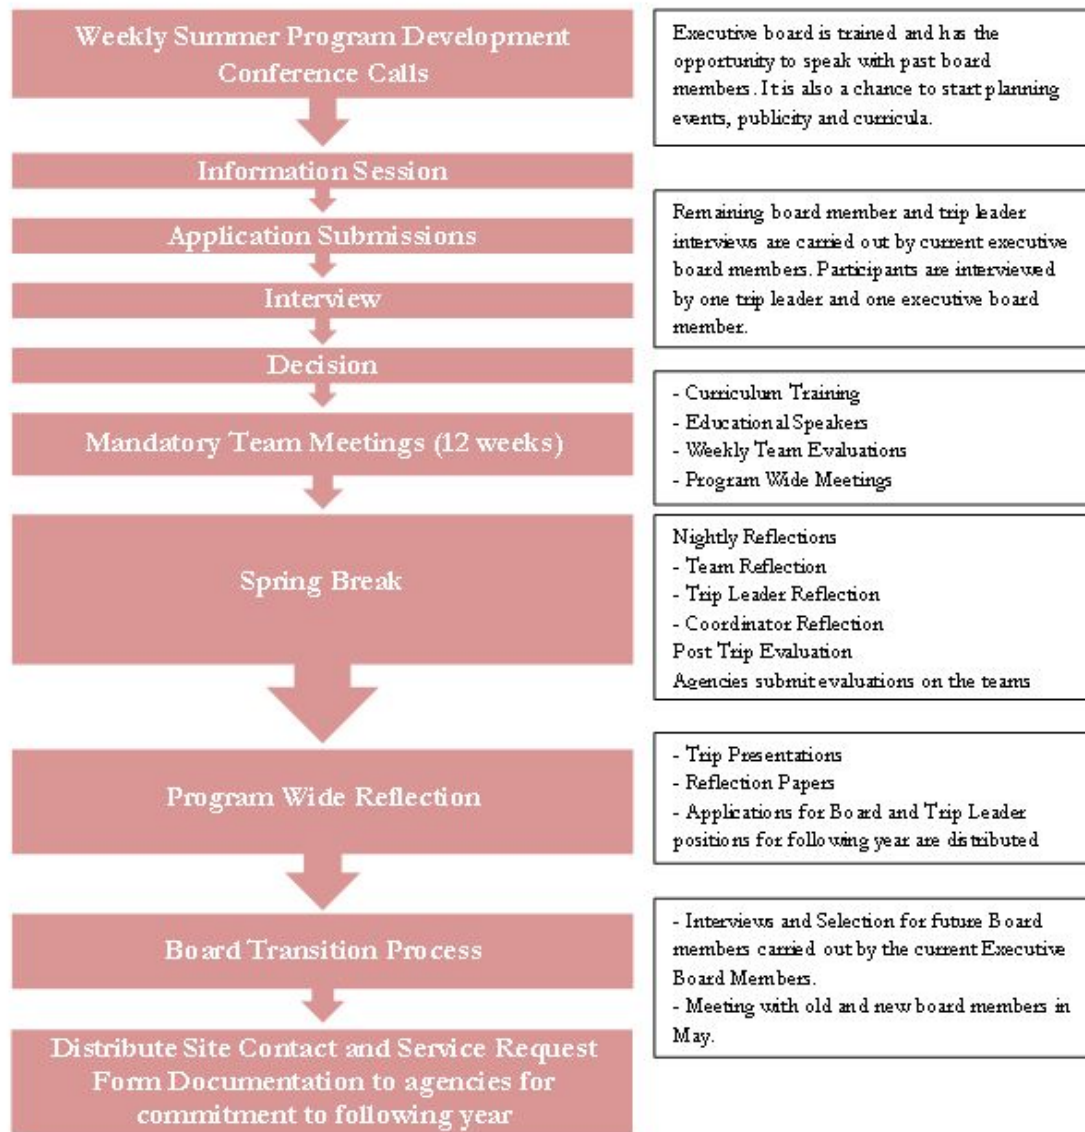 Weekly Summer Program Development
Conference Calls
Executive board is trained and has the
opportunity to speak with past board
members. It is also a chance to start planning
events, publicity and curricula.
Information Session
Application Submissions
Interview
Decision
Remaining board member and trip leader
interviews are carried out by current executive
board members. Participants are interviewed
by one trip leader and one executive board
member.
Mandatory Team Meetings (12 weeks)
- Curriculum Training
- Educational Speakers
- Weekly Team Evaluations
- Program Wide Meetings
Spring Break
Nightly Reflections
- Team Reflection
- Trip Leader Reflection
- Coordinator Reflection
Post Trip Evaluation
Agencies submit evaluations on the teams
Program Wide Reflection
- Trip Presentations
- Reflection Papers
- Applications for Board and Trip Leader
positions for following year are distributed
Board Transition Process
- Interviews and Selection for future Board
members carried out by the current Executive
Board Members.
- Meeting with old and new board members in
May.
Distribute Site Contact and Service Request
Form Documentation to agencies for
commitment to following year